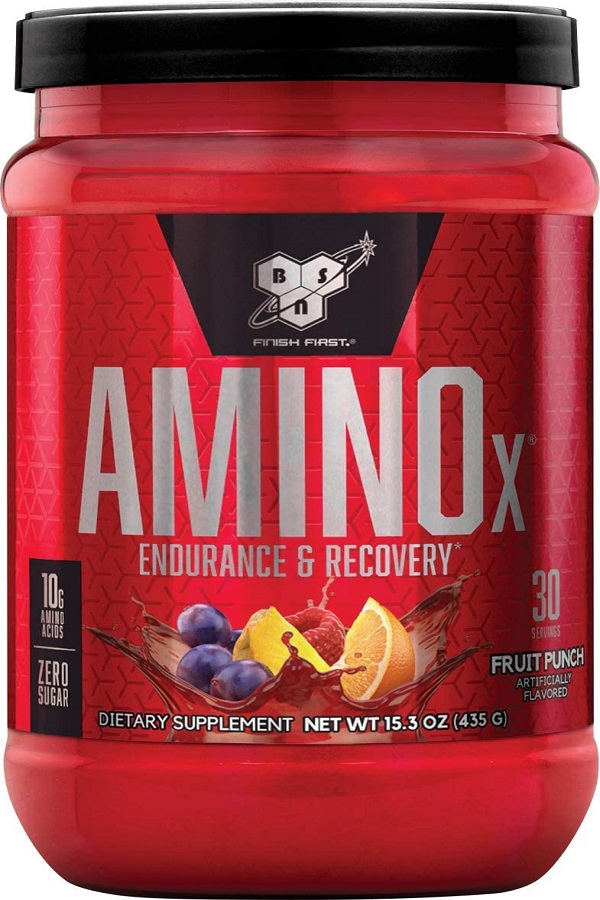 B S
n
FINISH FIRST.®
AMINOx®
ENDURANCE & RECOVERY*
10G
AMINO
ACIDS
ZERO
SUGAR
30
SERVINGS
FRUIT PUNCH
ARTIFICIALLY
FLAVORED
DIETARY SUPPLEMENT NET WT 15.3 OZ (435 G)